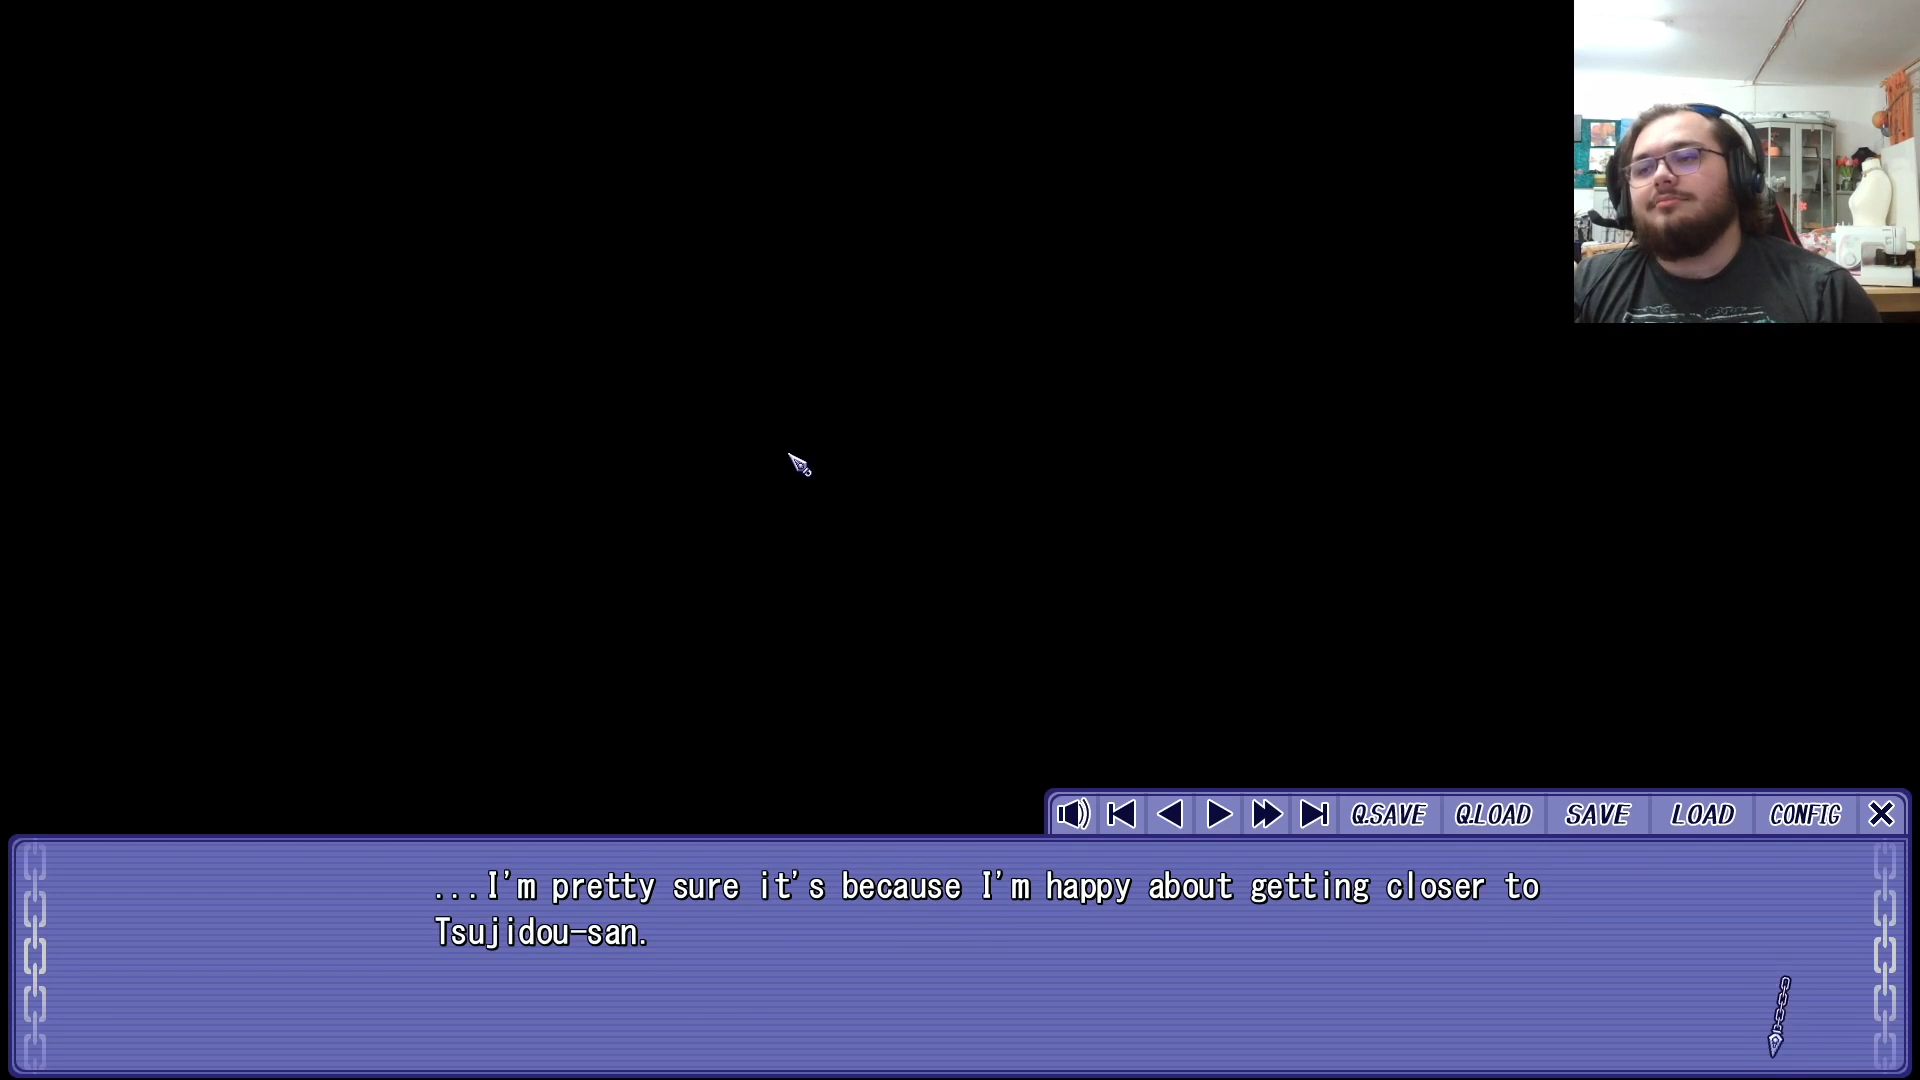 Q.SAVE Q.LOAD SAVE LOAD CONFIG
...I'm pretty sure it's because I'm happy about getting closer to
Tsujidou-san.